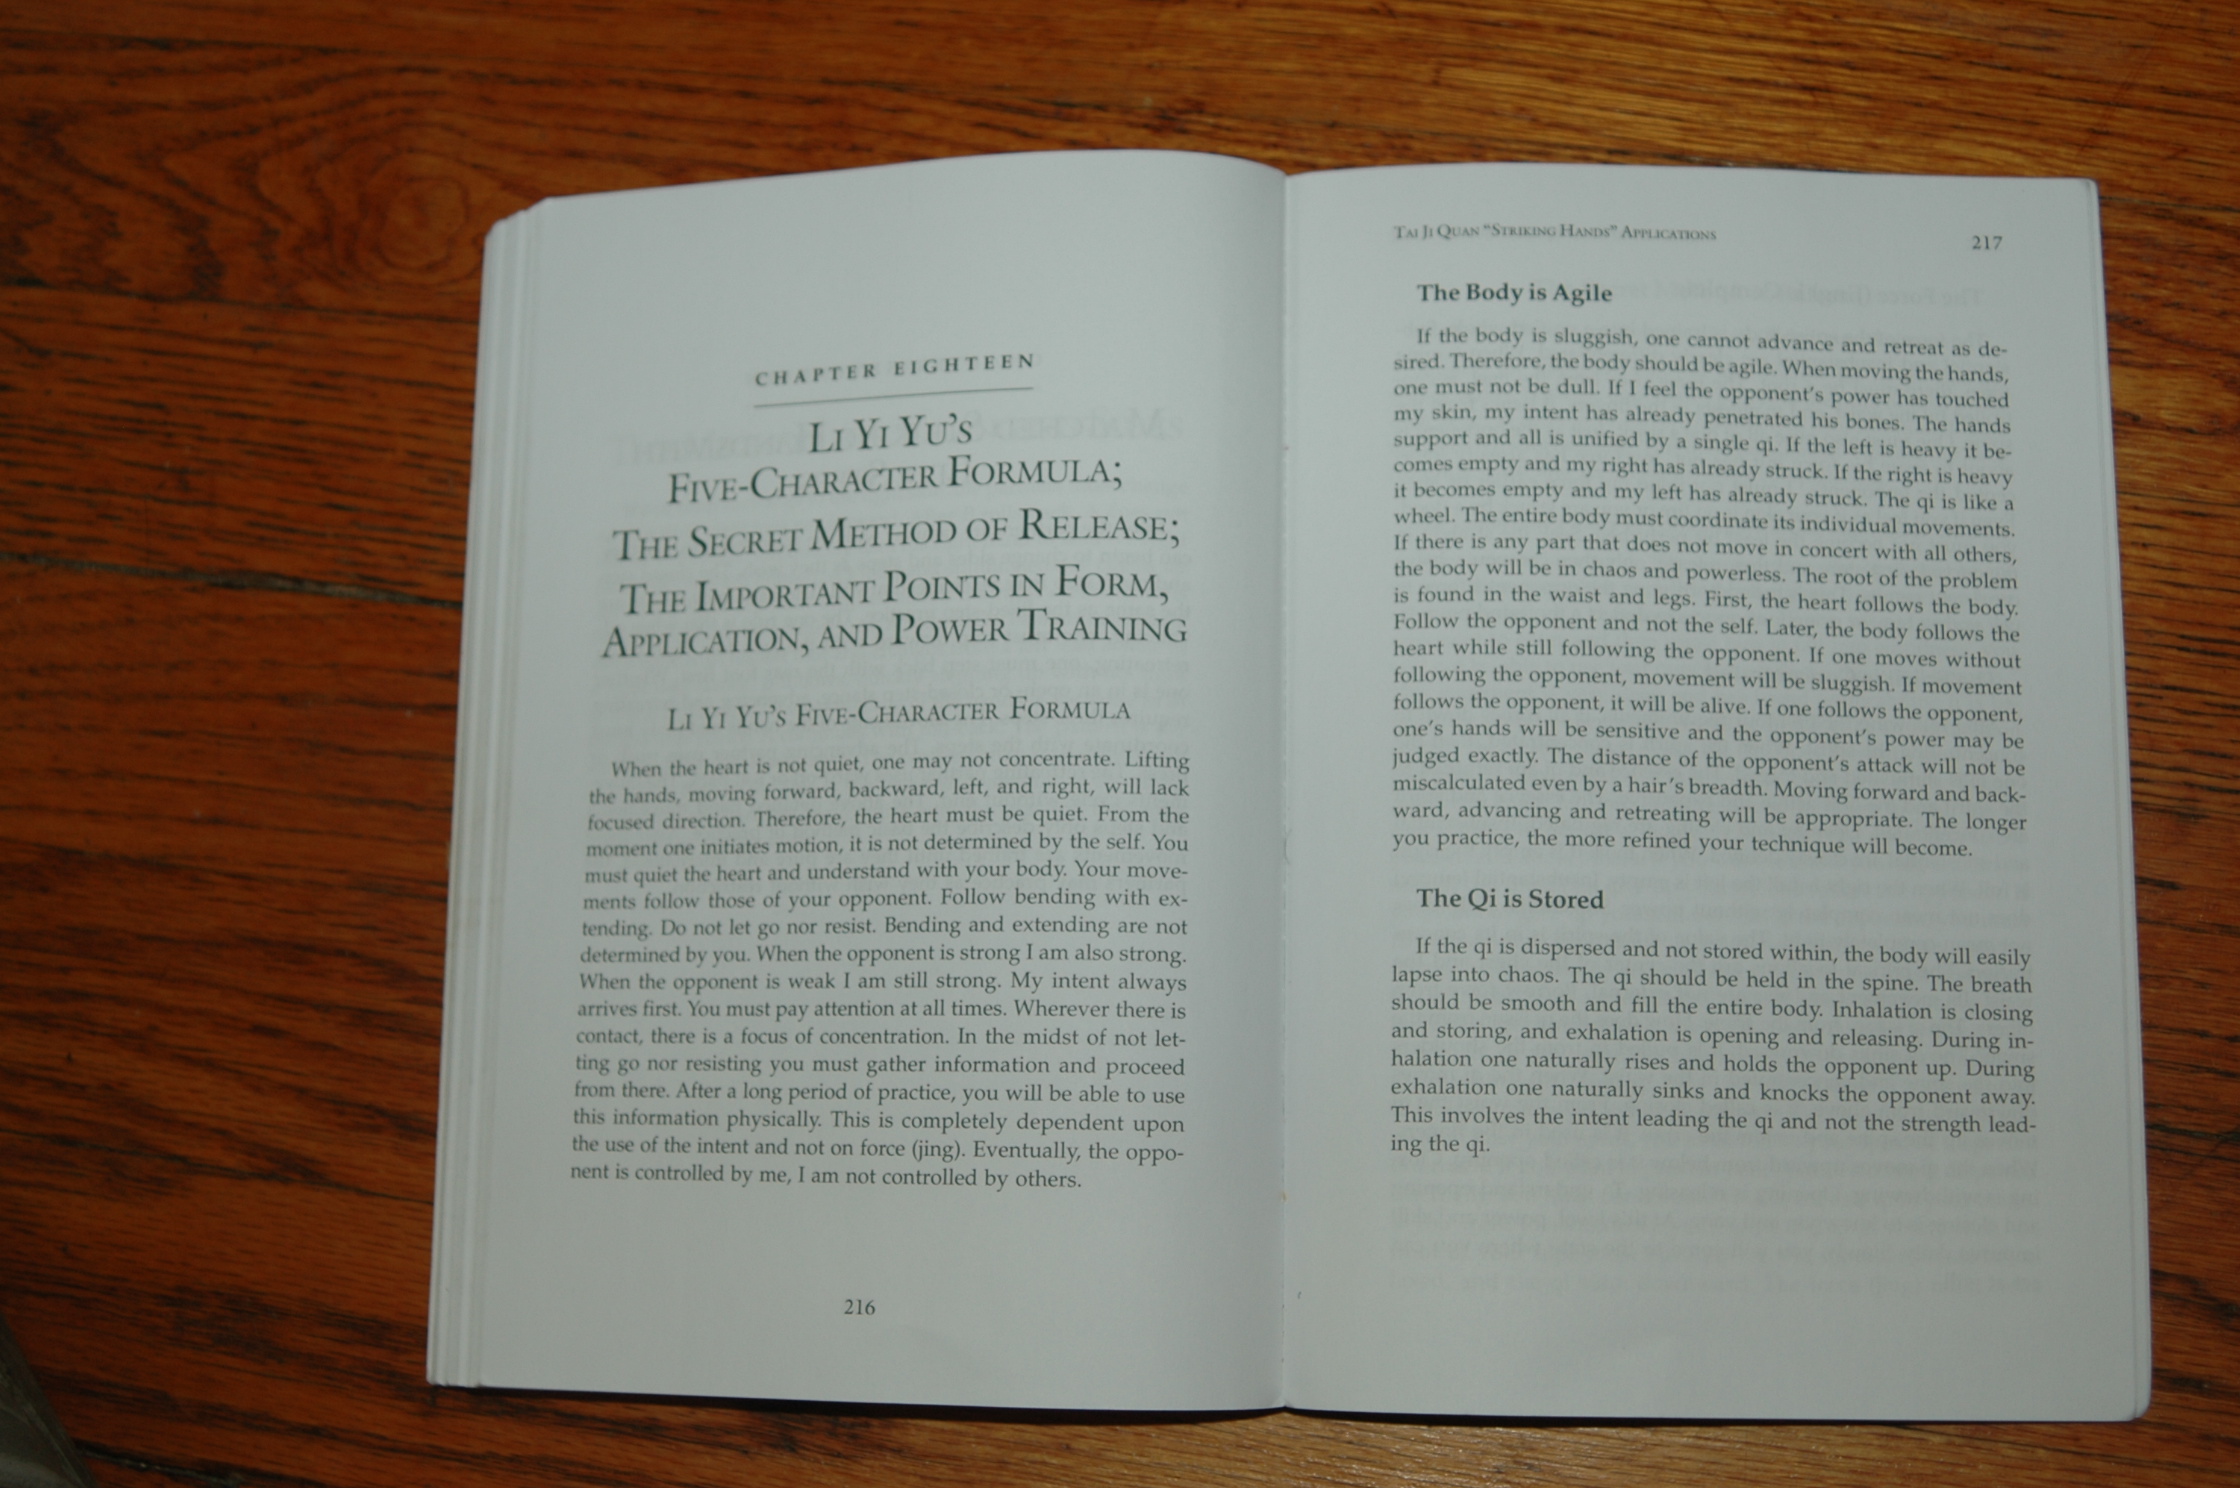 CHAPTER EIGHTEEN
LI YI YU'S
FIVE-CHARACTER FORMULA;
THE SECRET METHOD OF RELEASE;
THE IMPORTANT POINTS IN FORM,
APPLICATION, AND POWER TRAINING
LI YI YU'S FIVE-CHARACTER FORMULA
When the heart is not quiet, one may not concentrate. Lifting
the hands, moving forward, backward, left, and right, will lack
focused direction. Therefore, the heart must be quiet. From the
moment one initiates motion, it is not determined by the self. You
must quiet the heart and understand with your body. Your move-
ments follow those of your opponent. Follow bending with ex-
tending. Do not let go nor resist. Bending and extending are not
determined by you. When the opponent is strong I am also strong.
When the opponent is weak I am still strong. My intent always
arrives first. You must pay attention at all times. Wherever there is
contact, there is a focus of concentration. In the midst of not let-
ting go nor resisting you must gather information and proceed
from there. After a long period of practice, you will be able to use
this information physically. This is completely dependent upon
the use of the intent and not on force (jing). Eventually, the oppo-
nent is controlled by me, I am not controlled by others.
216
TAI JI QUAN "STRIKING HANDS" APPLICATIONS 217
The Body is Agile
If the body is sluggish, one cannot advance and retreat as de-
sired. Therefore, the body should be agile. When moving the hands,
one must not be dull. If I feel the opponent's power has touched
my skin, my intent has already penetrated his bones. The hands
support and all is unified by a single qi. If the left is heavy it be-
comes empty and my right has already struck. If the right is heavy
it becomes empty and my left has already struck. The qi is like a
wheel. The entire body must coordinate its individual movements.
If there is any part that does not move in concert with all others,
the body will be in chaos and powerless. The root of the problem
is found in the waist and legs. First, the heart follows the body.
Follow the opponent and not the self. Later, the body follows the
heart while still following the opponent. If one moves without
following the opponent, movement will be sluggish. If movement
follows the opponent, it will be alive. If one follows the opponent,
one's hands will be sensitive and the opponent's power may be
judged exactly. The distance of the opponent's attack will not be
miscalculated even by a hair's breadth. Moving forward and back-
ward, advancing and retreating will be appropriate. The longer
you practice, the more refined your technique will become.
The Qi is Stored
If the qi is dispersed and not stored within, the body will easily
lapse into chaos. The qi should be held in the spine. The breath
should be smooth and fill the entire body. Inhalation is closing
and storing, and exhalation is opening and releasing. During in-
halation one naturally rises and holds the opponent up. During
exhalation one naturally sinks and knocks the opponent away.
This involves the intent leading the qi and not the strength lead-
ing the qi.